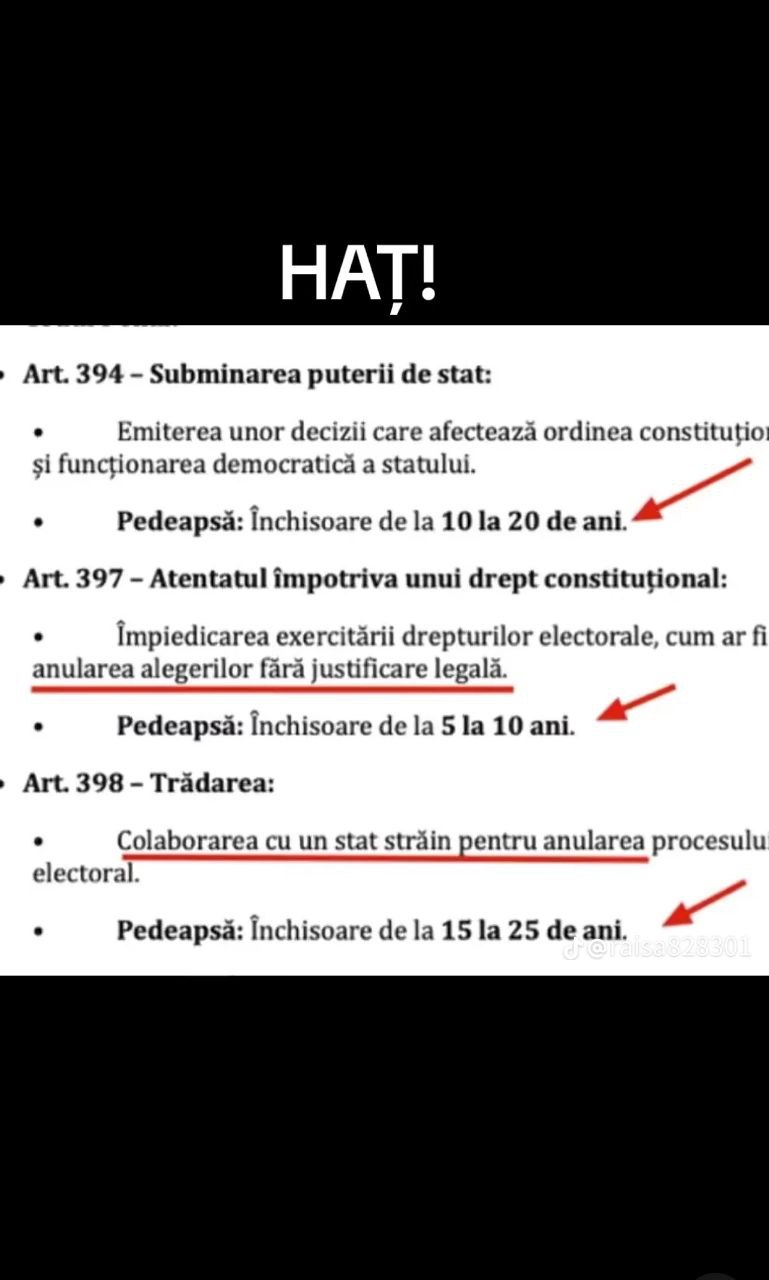 HAȚ!
• Art. 394 – Subminarea puterii de stat:
• Emiterea unor decizii care afectează ordinea
și funcționarea democratică a statului.
• Pedeapsă: Închisoare de la 10 la 20 de ani.
• Art. 397 – Atentatul împotriva unui drept constituțional:
• Împiedicarea exercitării drepturilor electorale, cum ar fi
anularea alegerilor fără justificare legală.
• Pedeapsă: Închisoare de la 5 la 10 ani.
• Art. 398 – Trădarea:
• Colaborarea cu un stat străin pentru anularea
electoral.
• Pedeapsă: Închisoare de la 15 la 25 de ani.
@raisa828301